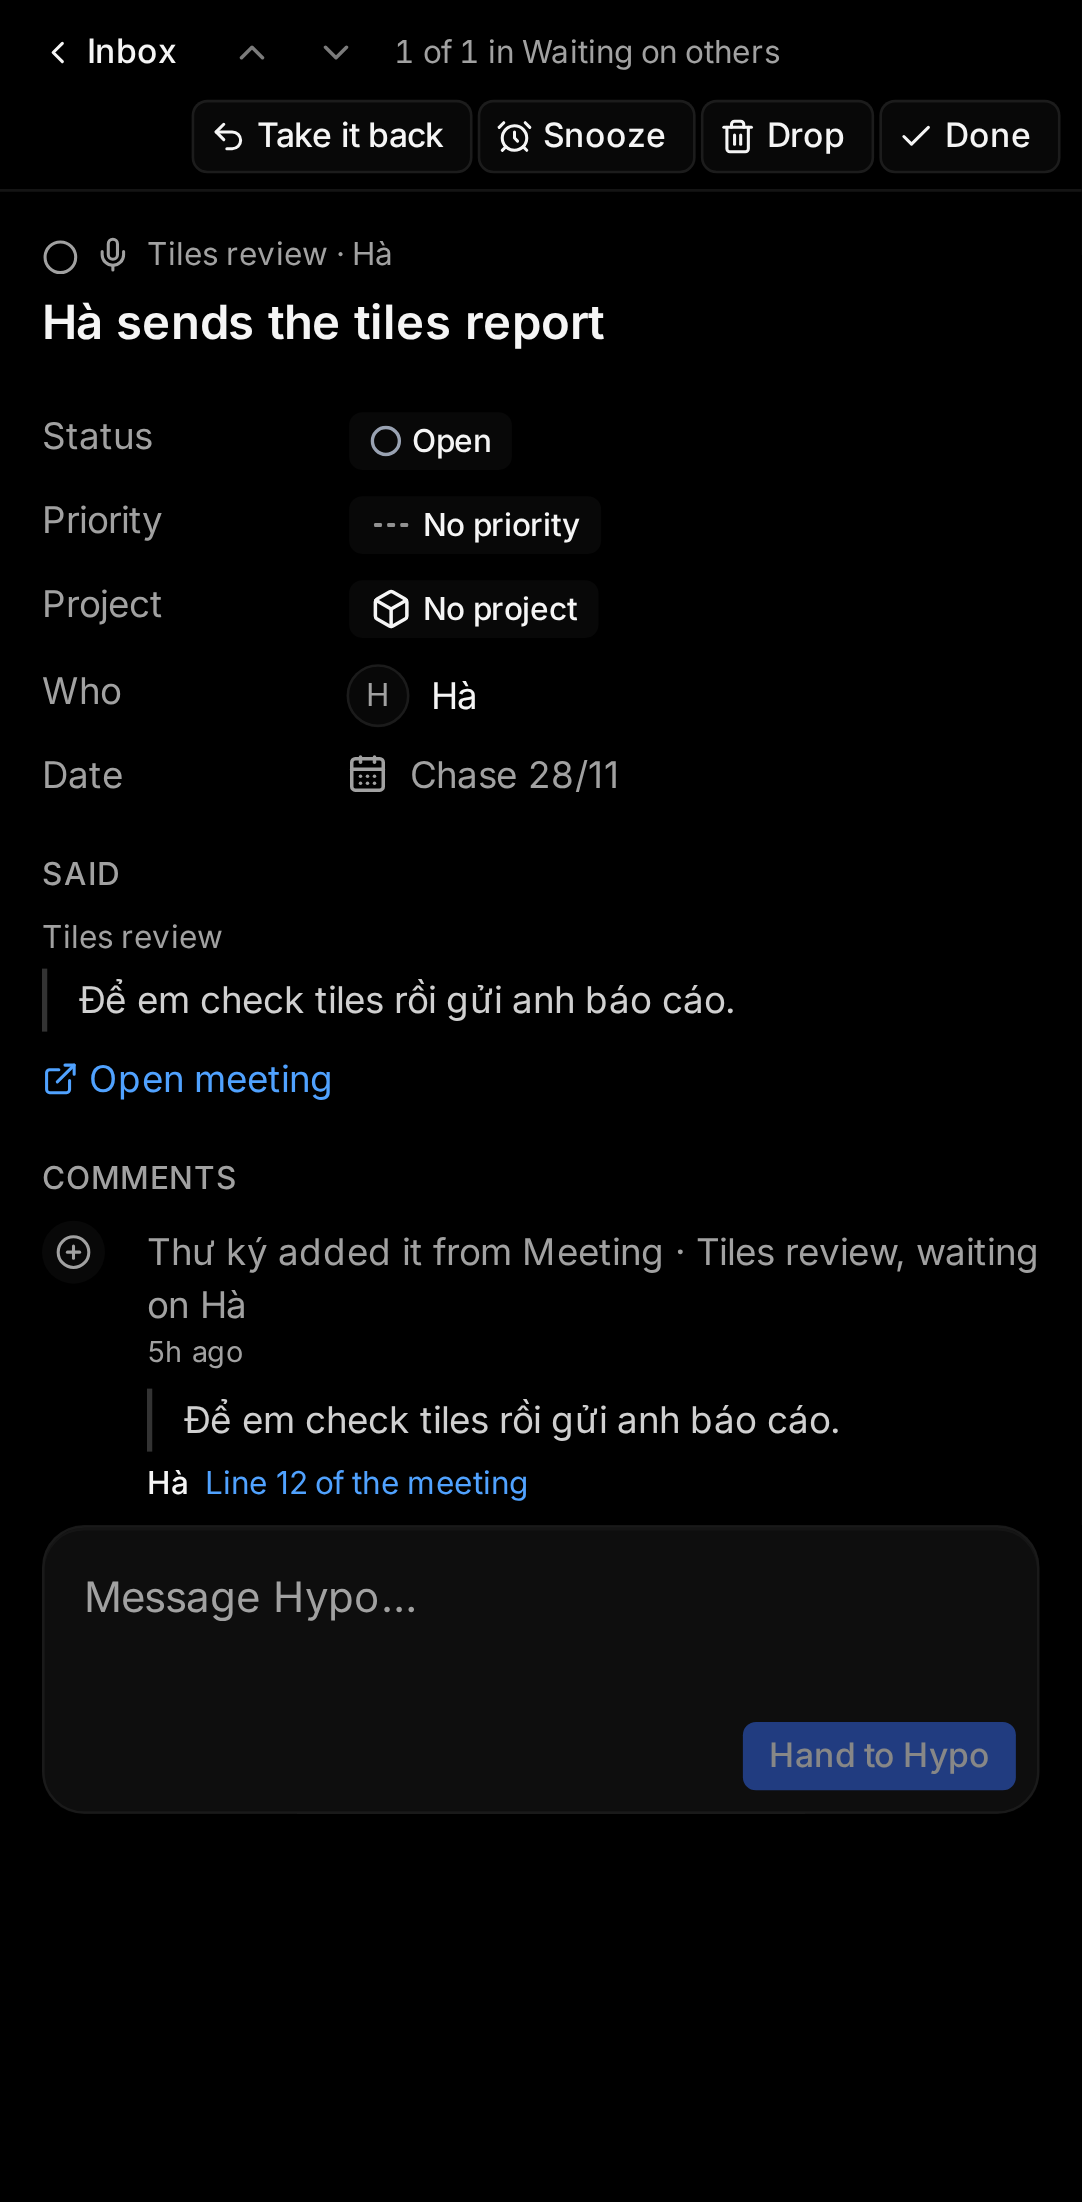 Inbox
1 of 1 in Waiting on others
Take it back
Snooze
Drop
Done
Tiles review · Hà
Hà sends the tiles report
Status
Open
Priority
No priority
Project
No project
Who
H
Hà
Date
Chase 28/11
SAID
Tiles review
Để em check tiles rồi gửi anh báo cáo.
Open meeting
COMMENTS
Thư ký added it from Meeting · Tiles review, waiting
on Hà
5h ago
Để em check tiles rồi gửi anh báo cáo.
Hà Line 12 of the meeting
Message Hypo...
Hand to Hypo